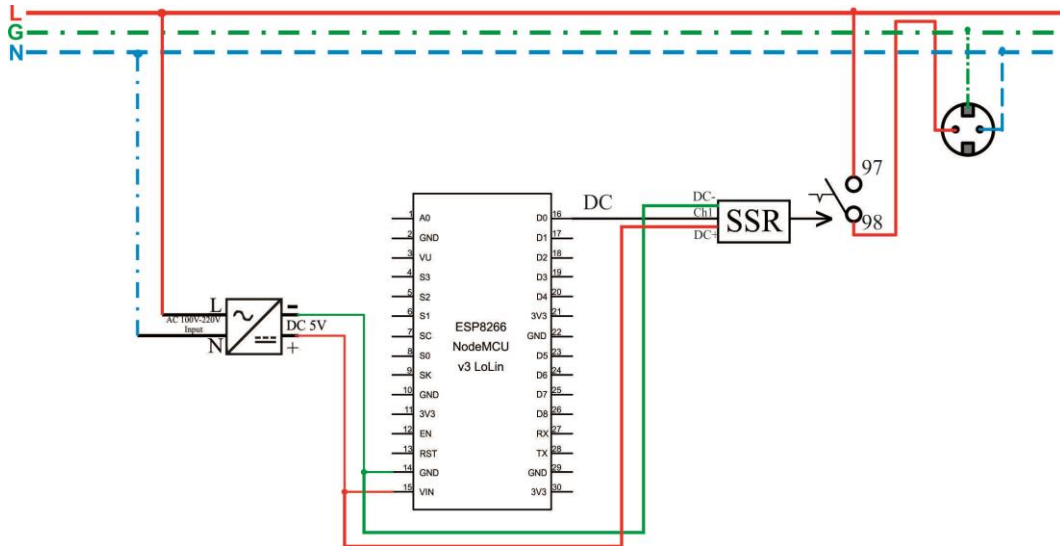 L
G
N
97
98
DC
DC-
Ch1
DC+
SSR
L
AC 100V-220V
Input
N
-
DC 5V
+
ESP8266
NodeMCU
v3 LoLin
1 A0
2 GND
3 VU
4 S3
5 S2
6 S1
7 SC
8 S0
9 SK
10 GND
11 3V3
12 EN
13 RST
14 GND
15 VIN
D0 16
D1 17
D2 18
D3 19
D4 20
3V3 21
GND 22
D5 23
D6 24
D7 25
D8 26
RX 27
TX 28
GND 29
3V3 30